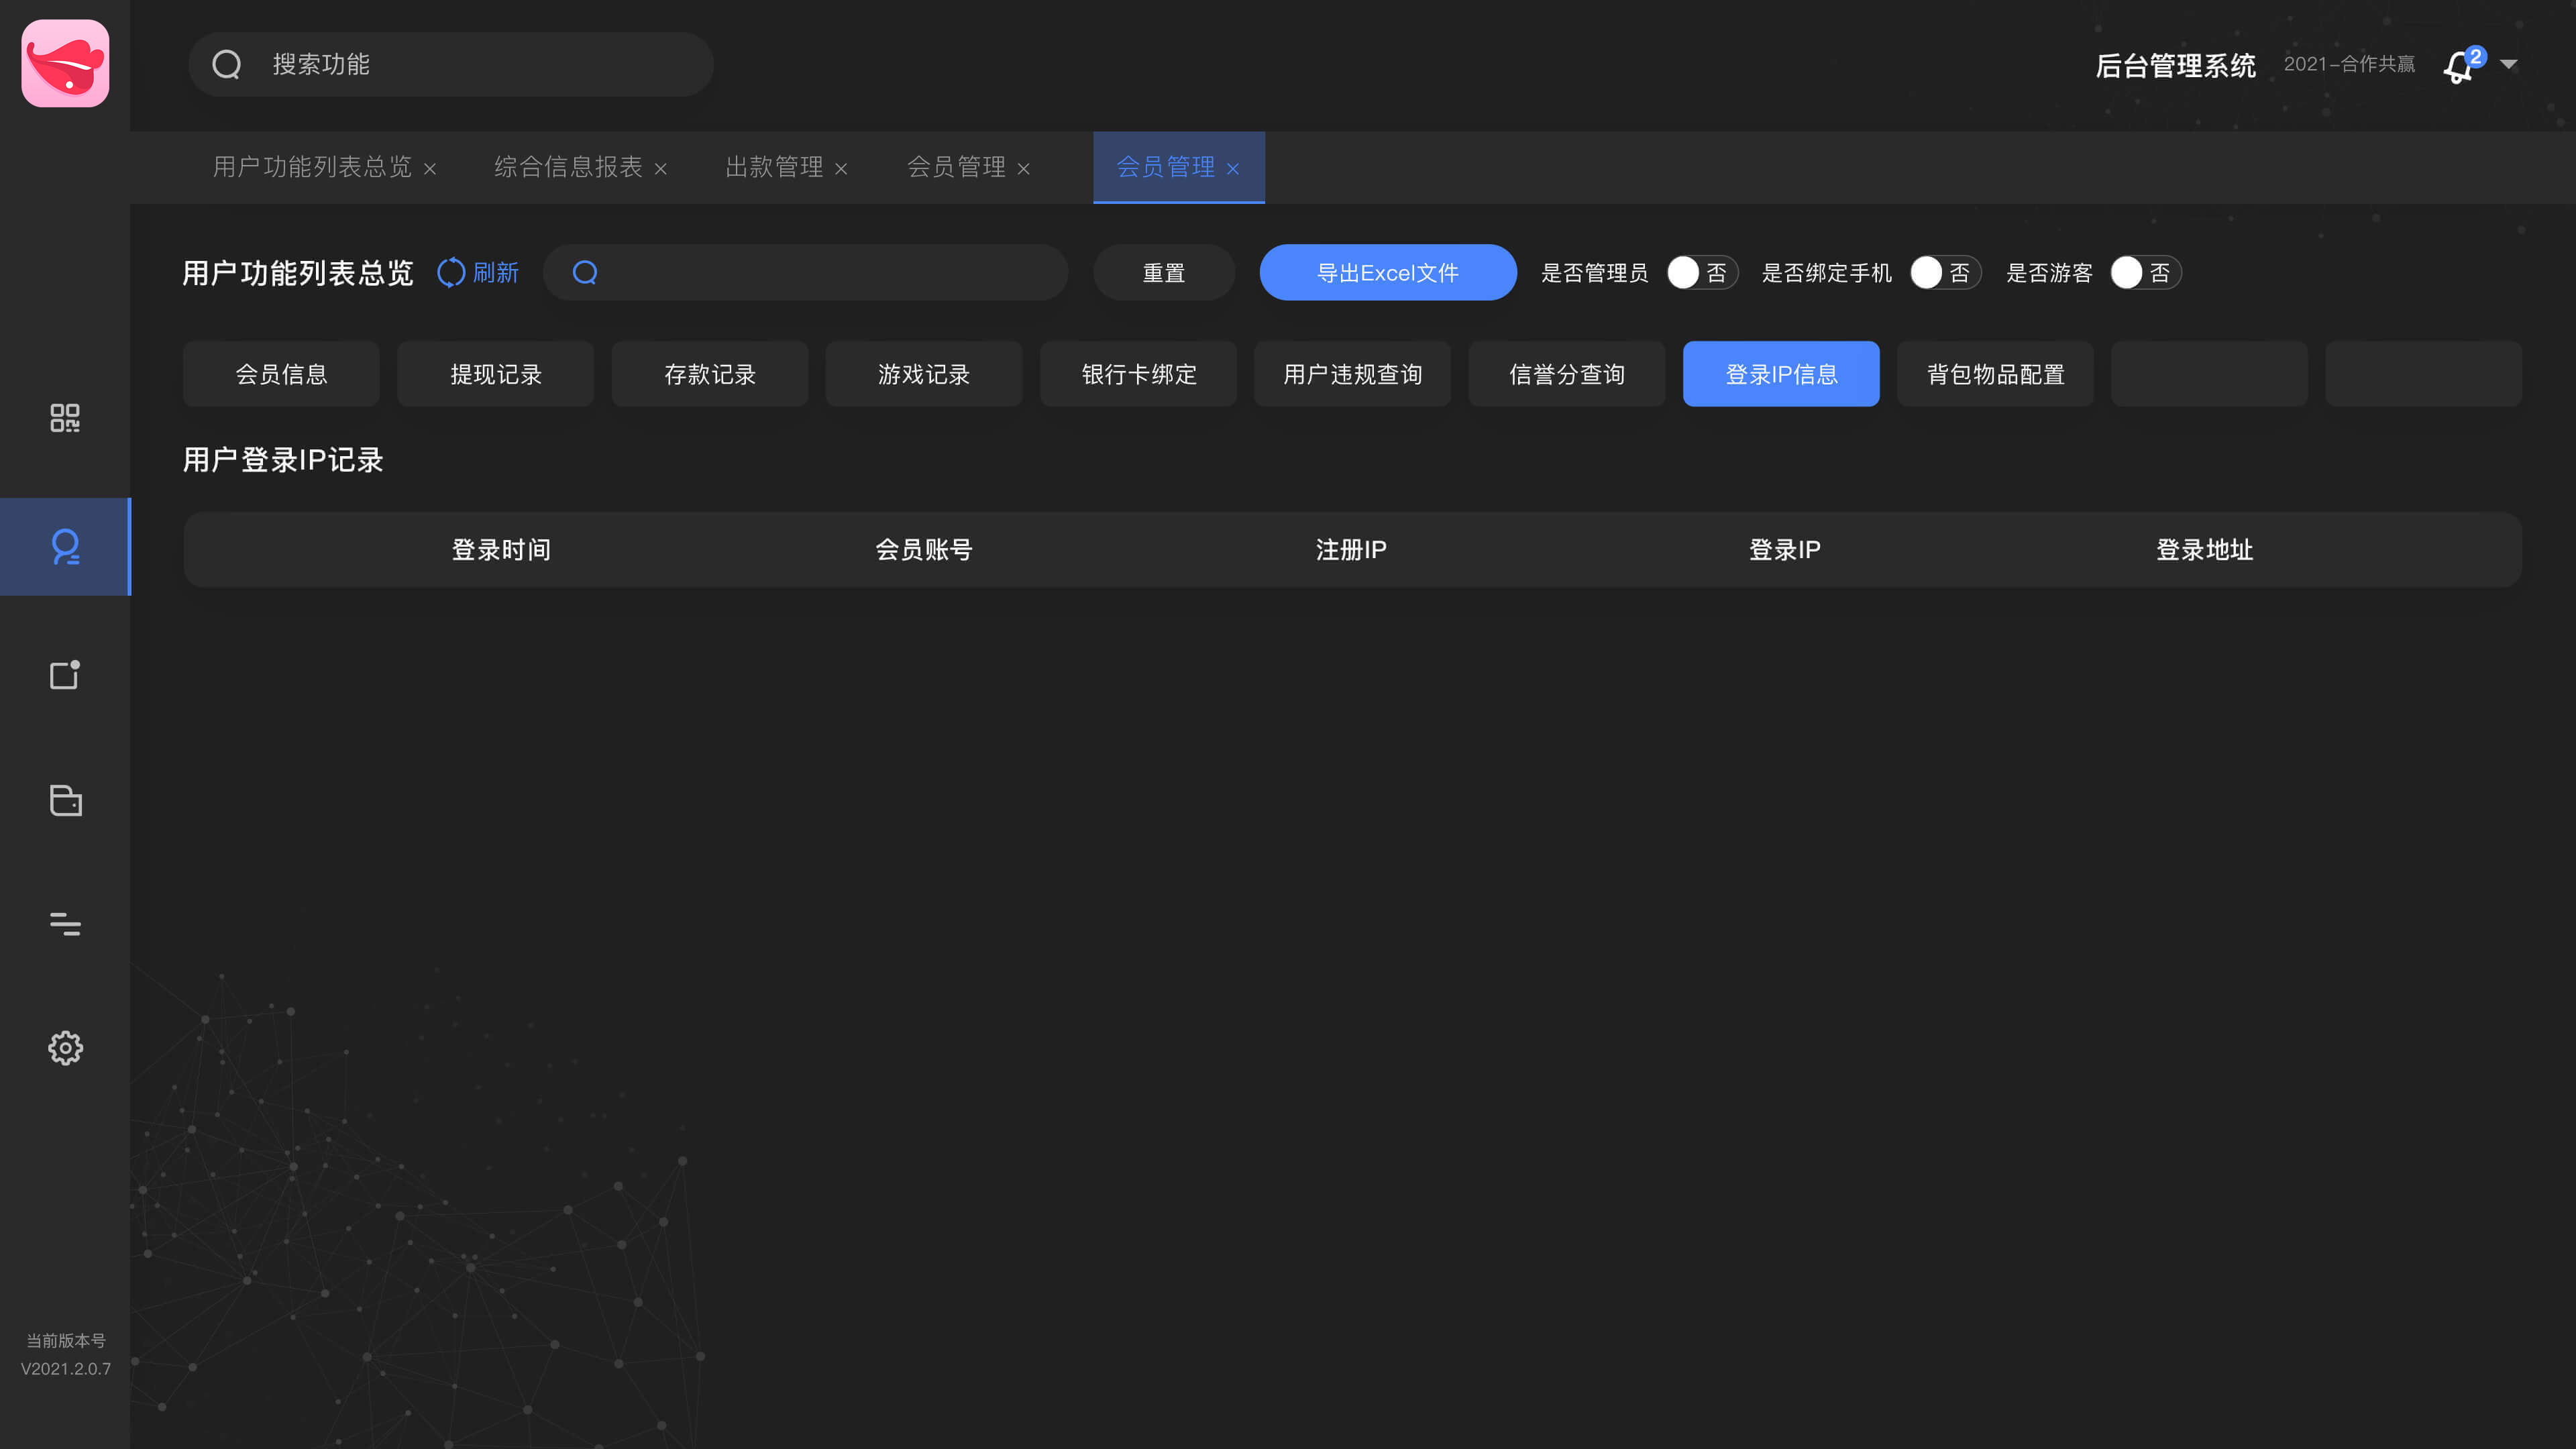 搜索功能
后台管理系统 2021-合作共赢 2
用户功能列表总览 × 综合信息报表 × 出款管理 × 会员管理 × 会员管理 ×
用户功能列表总览 刷新 重置 导出Excel文件 是否管理员 否 是否绑定手机 否 是否游客 否
会员信息 提现记录 存款记录 游戏记录 银行卡绑定 用户违规查询 信誉分查询 登录IP信息 背包物品配置
用户登录IP记录
登录时间 会员账号 注册IP 登录IP 登录地址
当前版本号
V2021.2.0.7